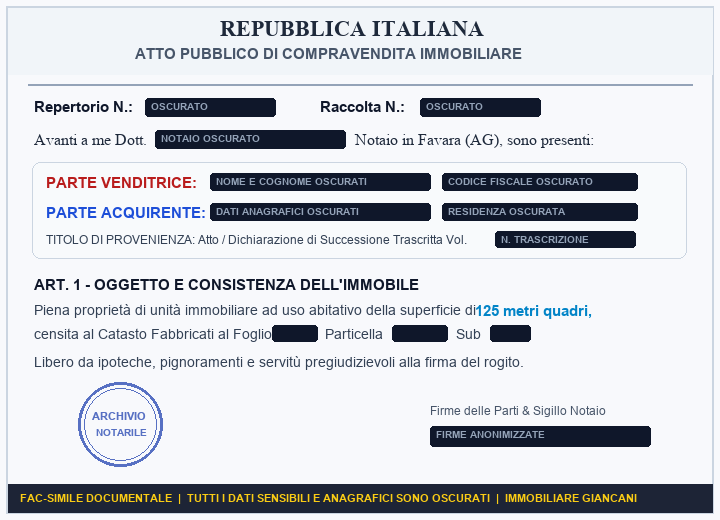 REPUBBLICA ITALIANA
ATTO PUBBLICO DI COMPRAVENDITA IMMOBILIARE
Repertorio N.: OSCURATO Raccolta N.: OSCURATO
Avanti a me Dott. NOTAIO OSCURATO Notaio in Favara (AG), sono presenti:
PARTE VENDITRICE: NOME E COGNOME OSCURATI CODICE FISCALE OSCURATO
PARTE ACQUIRENTE: DATI ANAGRAFICI OSCURATI RESIDENZA OSCURATA
TITOLO DI PROVENIENZA: Atto / Dichiarazione di Successione Trascritta Vol. N. TRASCRIZIONE
ART. 1 - OGGETTO E CONSISTENZA DELL'IMMOBILE
Piena proprietà di unità immobiliare ad uso abitativo della superficie di 125 metri quadri,
censita al Catasto Fabbricati al Foglio Particella Sub
Libero da ipoteche, pignoramenti e servitù pregiudizievoli alla firma del rogito.
ARCHIVIO
NOTARILE
Firme delle Parti & Sigillo Notaio
FIRME ANONIMIZZATE
FAC-SIMILE DOCUMENTALE | TUTTI I DATI SENSIBILI E ANAGRAFICI SONO OSCURATI | IMMOBILIARE GIANCANI